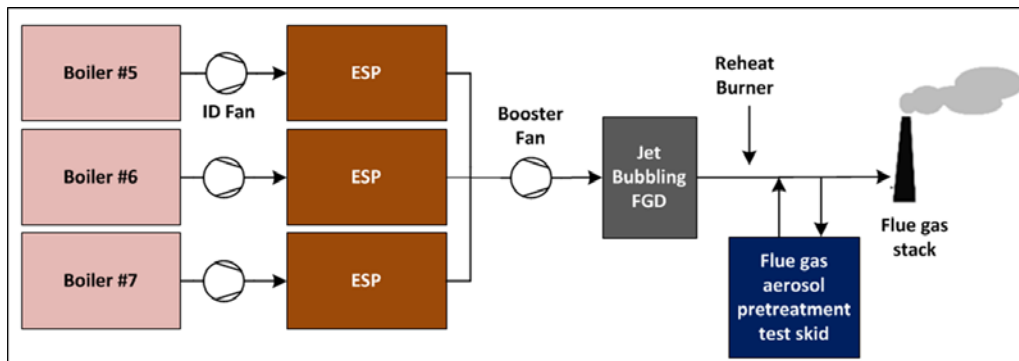 Boiler #5
ID Fan
ESP
Boiler #6
ESP
Boiler #7
ESP
Booster
Fan
Jet
Bubbling
FGD
Reheat
Burner
Flue gas
aerosol
pretreatment
test skid
Flue gas
stack